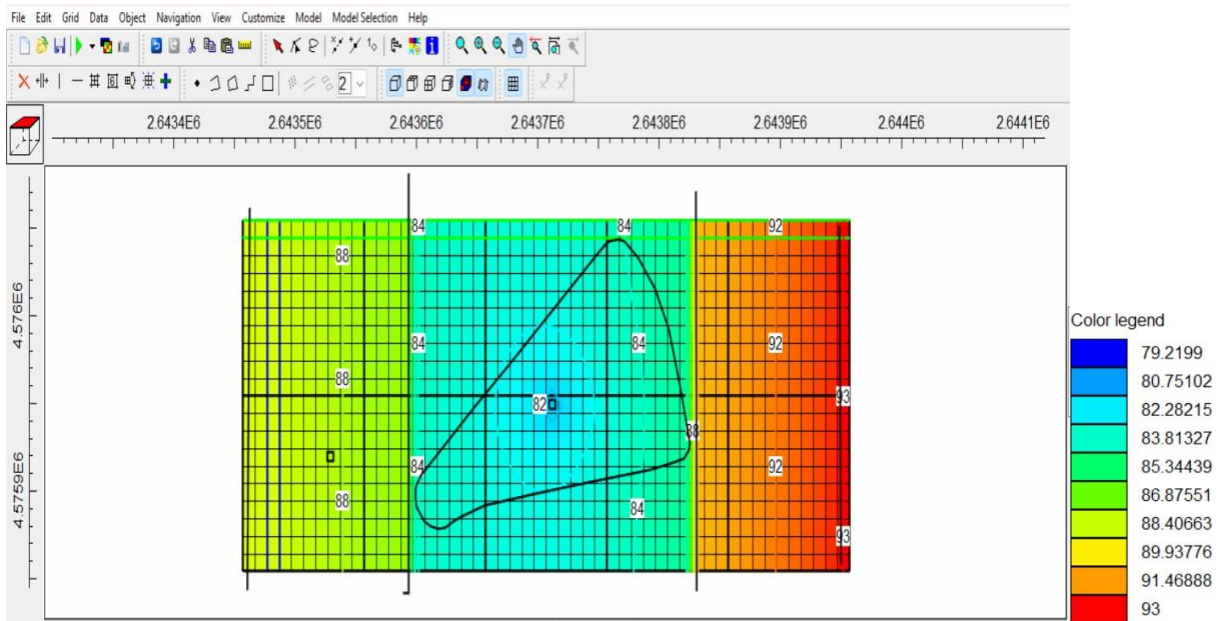 File Edit Grid Data Object Navigation View Customize Model Model Selection Help
2
2.6434E6 2.6435E6 2.6436E6 2.6437E6 2.6438E6 2.6439E6 2.644E6 2.6441E6
4.576E6
4.5759E6
84 84 92
88
84 84 92
88
82 93
88
84 92
88 84
93
Color legend
79.2199
80.75102
82.28215
83.81327
85.34439
86.87551
88.40663
89.93776
91.46888
93